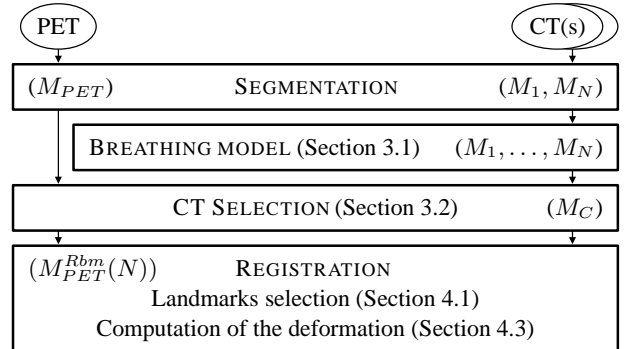 PET CT(s)
(M_{PET}) SEGMENTATION (M_1, M_N)
BREATHING MODEL (Section 3.1) (M_1, ..., M_N)
CT SELECTION (Section 3.2) (M_C)
(M_{PET}^{Rbm}(N)) REGISTRATION
Landmarks selection (Section 4.1)
Computation of the deformation (Section 4.3)